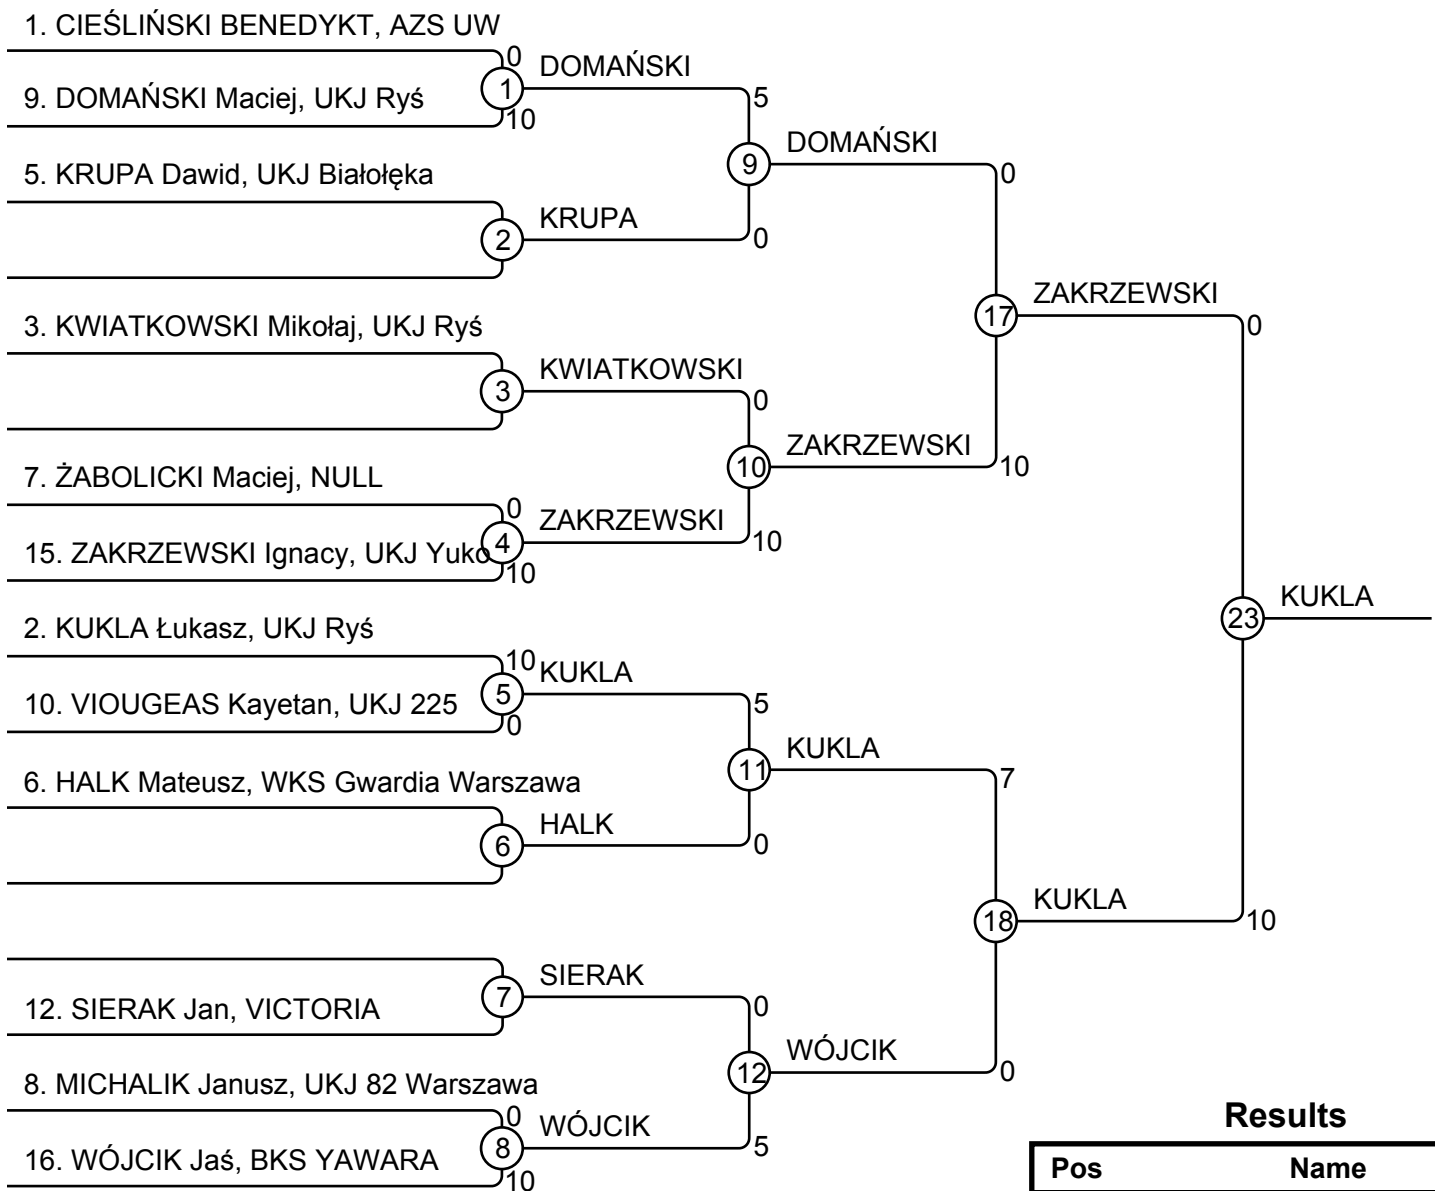 1. CIEŚLIŃSKI BENEDYKT, AZS UW
0
DOMAŃSKI
1
5
9. DOMAŃSKI Maciej, UKJ Ryś
10
DOMAŃSKI
9
0
5. KRUPA Dawid, UKJ Białołęka
KRUPA
2
0
ZAKRZEWSKI
17
0
3. KWIATKOWSKI Mikołaj, UKJ Ryś
KWIATKOWSKI
3
0
ZAKRZEWSKI
10
10
7. ŻABOLICKI Maciej, NULL
0
ZAKRZEWSKI
4
10
15. ZAKRZEWSKI Ignacy, UKJ Yuko
10
KUKLA
23
2. KUKLA Łukasz, UKJ Ryś
10
KUKLA
5
5
10. VIOUGEAS Kayetan, UKJ 225
0
KUKLA
11
7
6. HALK Mateusz, WKS Gwardia Warszawa
HALK
6
0
KUKLA
18
10
SIERAK
7
0
12. SIERAK Jan, VICTORIA
WÓJCIK
12
0
8. MICHALIK Janusz, UKJ 82 Warszawa
0
WÓJCIK
8
5
16. WÓJCIK Jaś, BKS YAWARA
10
Results
Pos Name